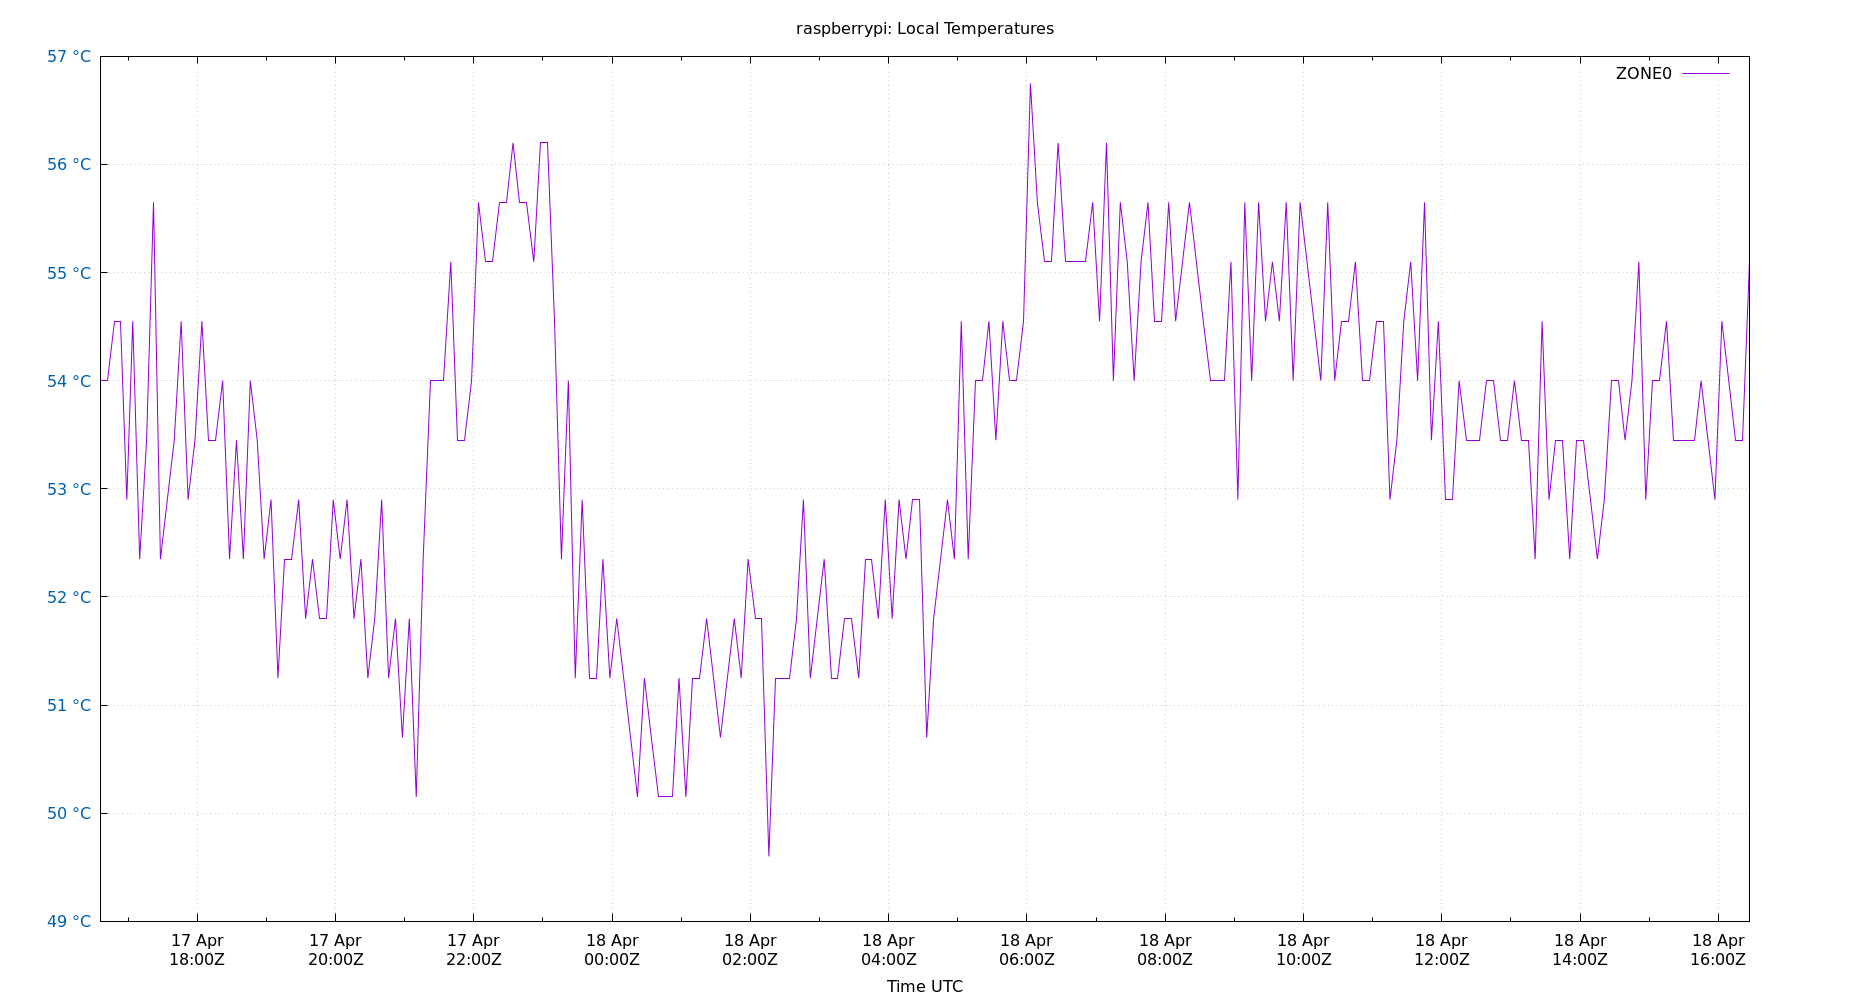 raspberrypi: Local Temperatures
57 °C
ZONE0
56 °C
55 °C
54 °C
53 °C
52 °C
51 °C
50 °C
49 °C
17 Apr 17 Apr 17 Apr 18 Apr 18 Apr 18 Apr 18 Apr 18 Apr 18 Apr 18 Apr 18 Apr 18 Apr
18:00Z 20:00Z 22:00Z 00:00Z 02:00Z 04:00Z 06:00Z 08:00Z 10:00Z 12:00Z 14:00Z 16:00Z
Time UTC